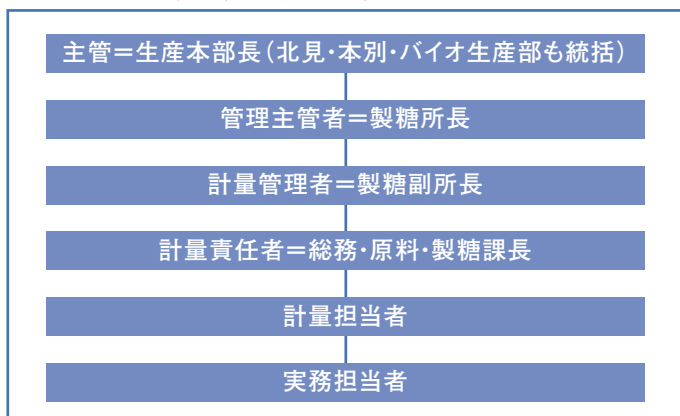 主管＝生産本部長（北見・本別・バイオ生産部も統括）
管理主管者＝製糖所長
計量管理者＝製糖副所長
計量責任者＝総務・原料・製糖課長
計量担当者
実務担当者